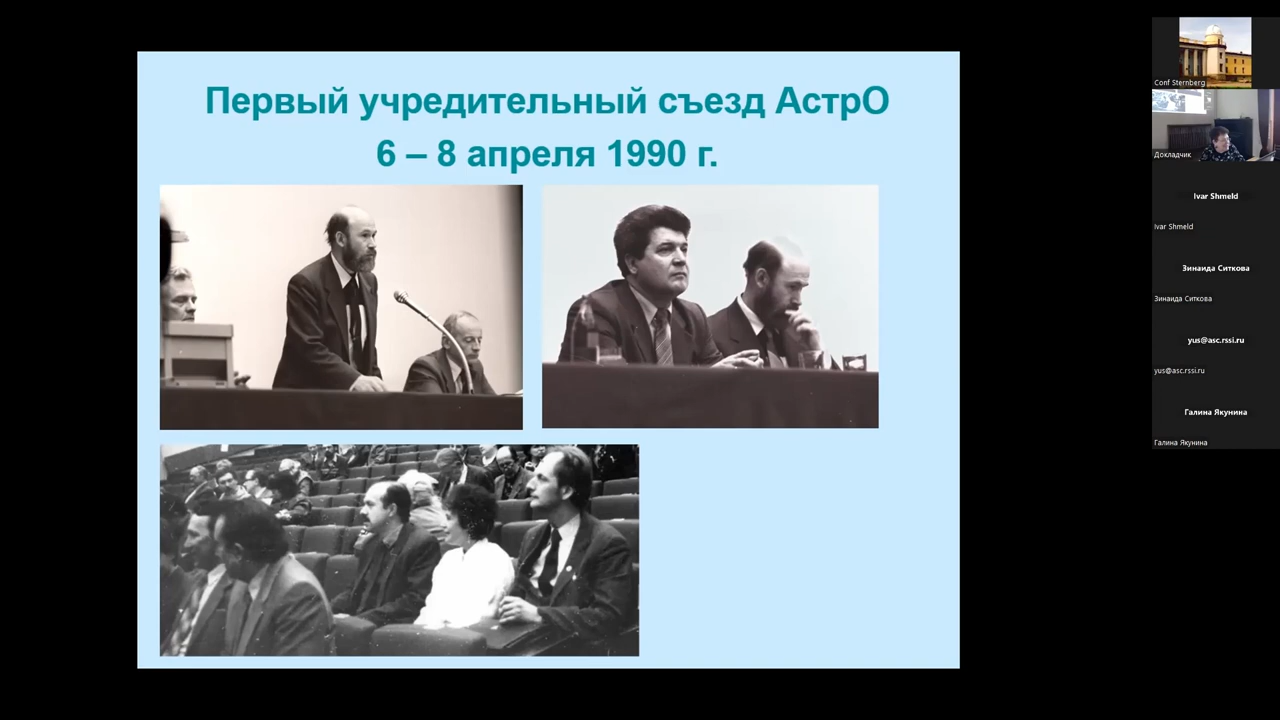 Первый учредительный съезд АстрО
6 – 8 апреля 1990 г.
Conf Sternberg
Докладчик
Ivar Shmeld
Ivar Shmeld
Зинаида Ситкова
Зинаида Ситкова
yus@asc.rssi.ru
yus@asc.rssi.ru
Галина Якунина
Галина Якунина